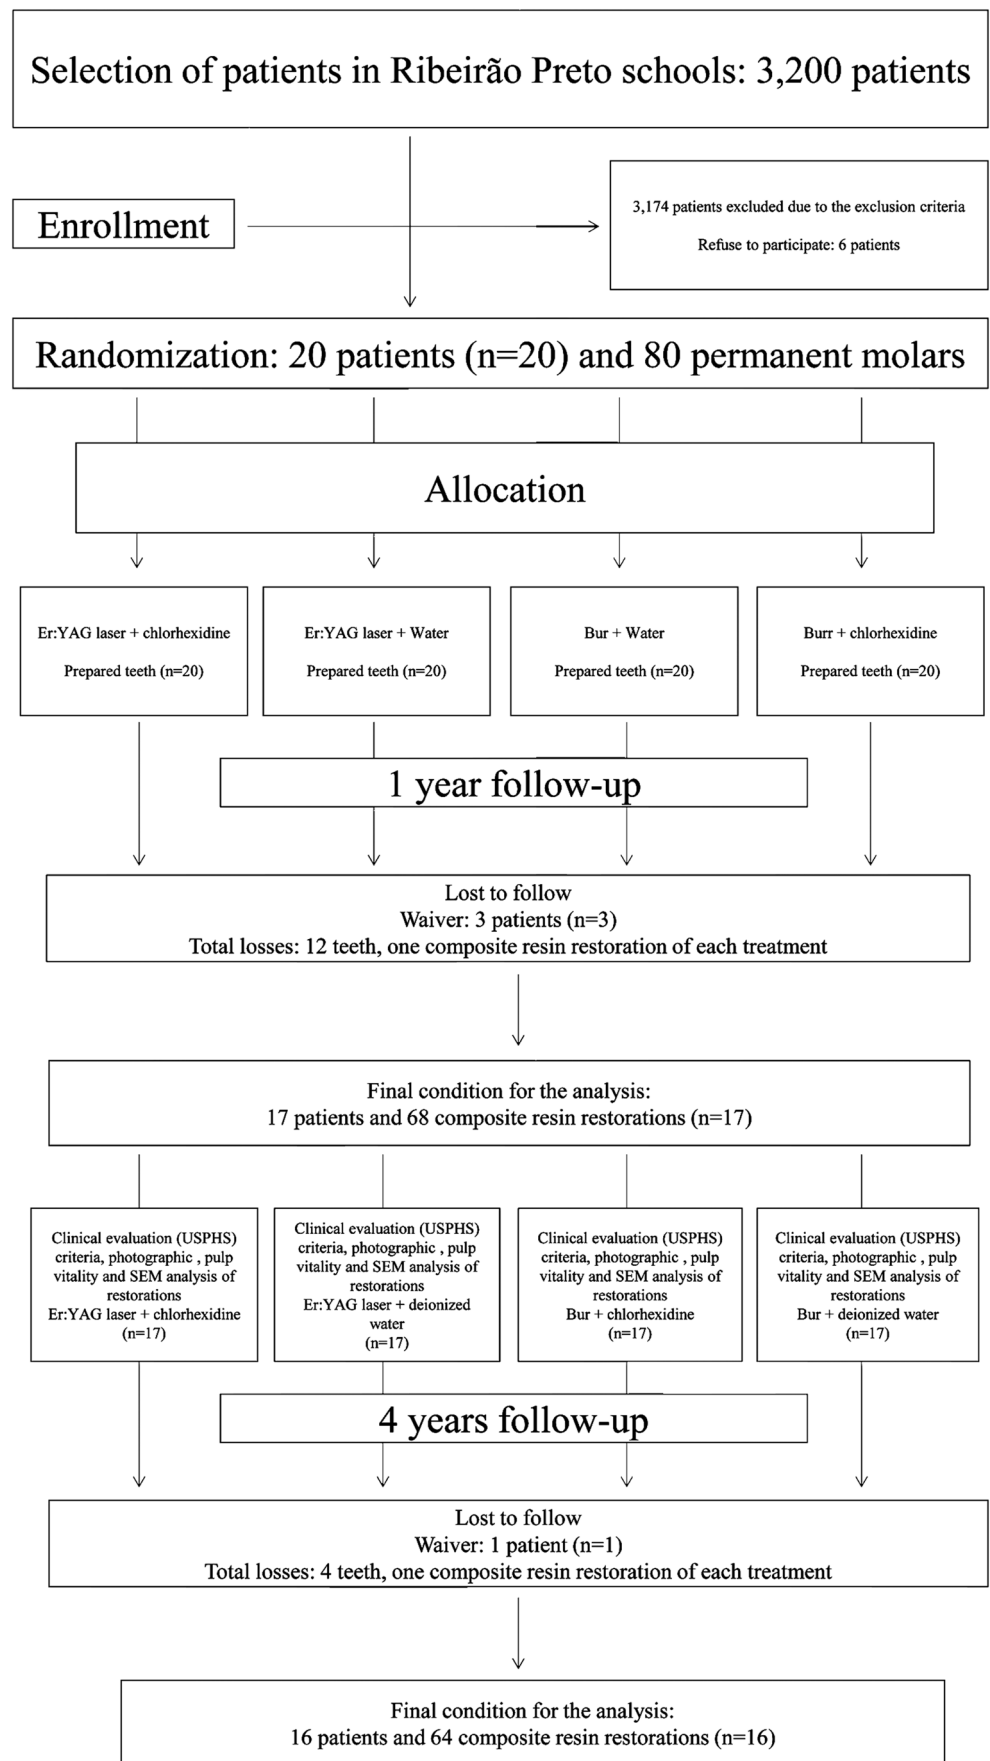 Selection of patients in Ribeirão Preto schools: 3,200 patients
Enrollment
3,174 patients excluded due to the exclusion criteria
Refuse to participate: 6 patients
Randomization: 20 patients (n=20) and 80 permanent molars
Allocation
Er:YAG laser + chlorhexidine
Prepared teeth (n=20)
Er:YAG laser + Water
Prepared teeth (n=20)
Bur + Water
Prepared teeth (n=20)
Burr + chlorhexidine
Prepared teeth (n=20)
1 year follow-up
Lost to follow
Waiver: 3 patients (n=3)
Total losses: 12 teeth, one composite resin restoration of each treatment
Final condition for the analysis:
17 patients and 68 composite resin restorations (n=17)
Clinical evaluation (USPHS)
criteria, photographic , pulp
vitality and SEM analysis of
restorations
Er:YAG laser + chlorhexidine
(n=17)
Clinical evaluation (USPHS)
criteria, photographic , pulp
vitality and SEM analysis of
restorations
Er:YAG laser + deionized
water
(n=17)
Clinical evaluation (USPHS)
criteria, photographic , pulp
vitality and SEM analysis of
restorations
Bur + chlorhexidine
(n=17)
Clinical evaluation (USPHS)
criteria, photographic , pulp
vitality and SEM analysis of
restorations
Bur + deionized water
(n=17)
4 years follow-up
Lost to follow
Waiver: 1 patient (n=1)
Total losses: 4 teeth, one composite resin restoration of each treatment
Final condition for the analysis:
16 patients and 64 composite resin restorations (n=16)